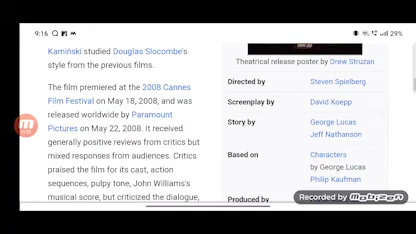 9:16
29%
Kamiński studied Douglas Slocombe's
style from the previous films.
The film premiered at the 2008 Cannes
Film Festival on May 18, 2008, and was
released worldwide by Paramount
Pictures on May 22, 2008. It received
generally positive reviews from critics but
mixed responses from audiences. Critics
praised the film for its cast, action
sequences, pulpy tone, John Williams's
musical score, but criticized the dialogue,
Theatrical release poster by Drew Struzan
Directed by Steven Spielberg
Screenplay by David Koepp
Story by George Lucas
Jeff Nathanson
Based on Characters
by George Lucas
Philip Kaufman
Produced by
Recorded by Mobizen